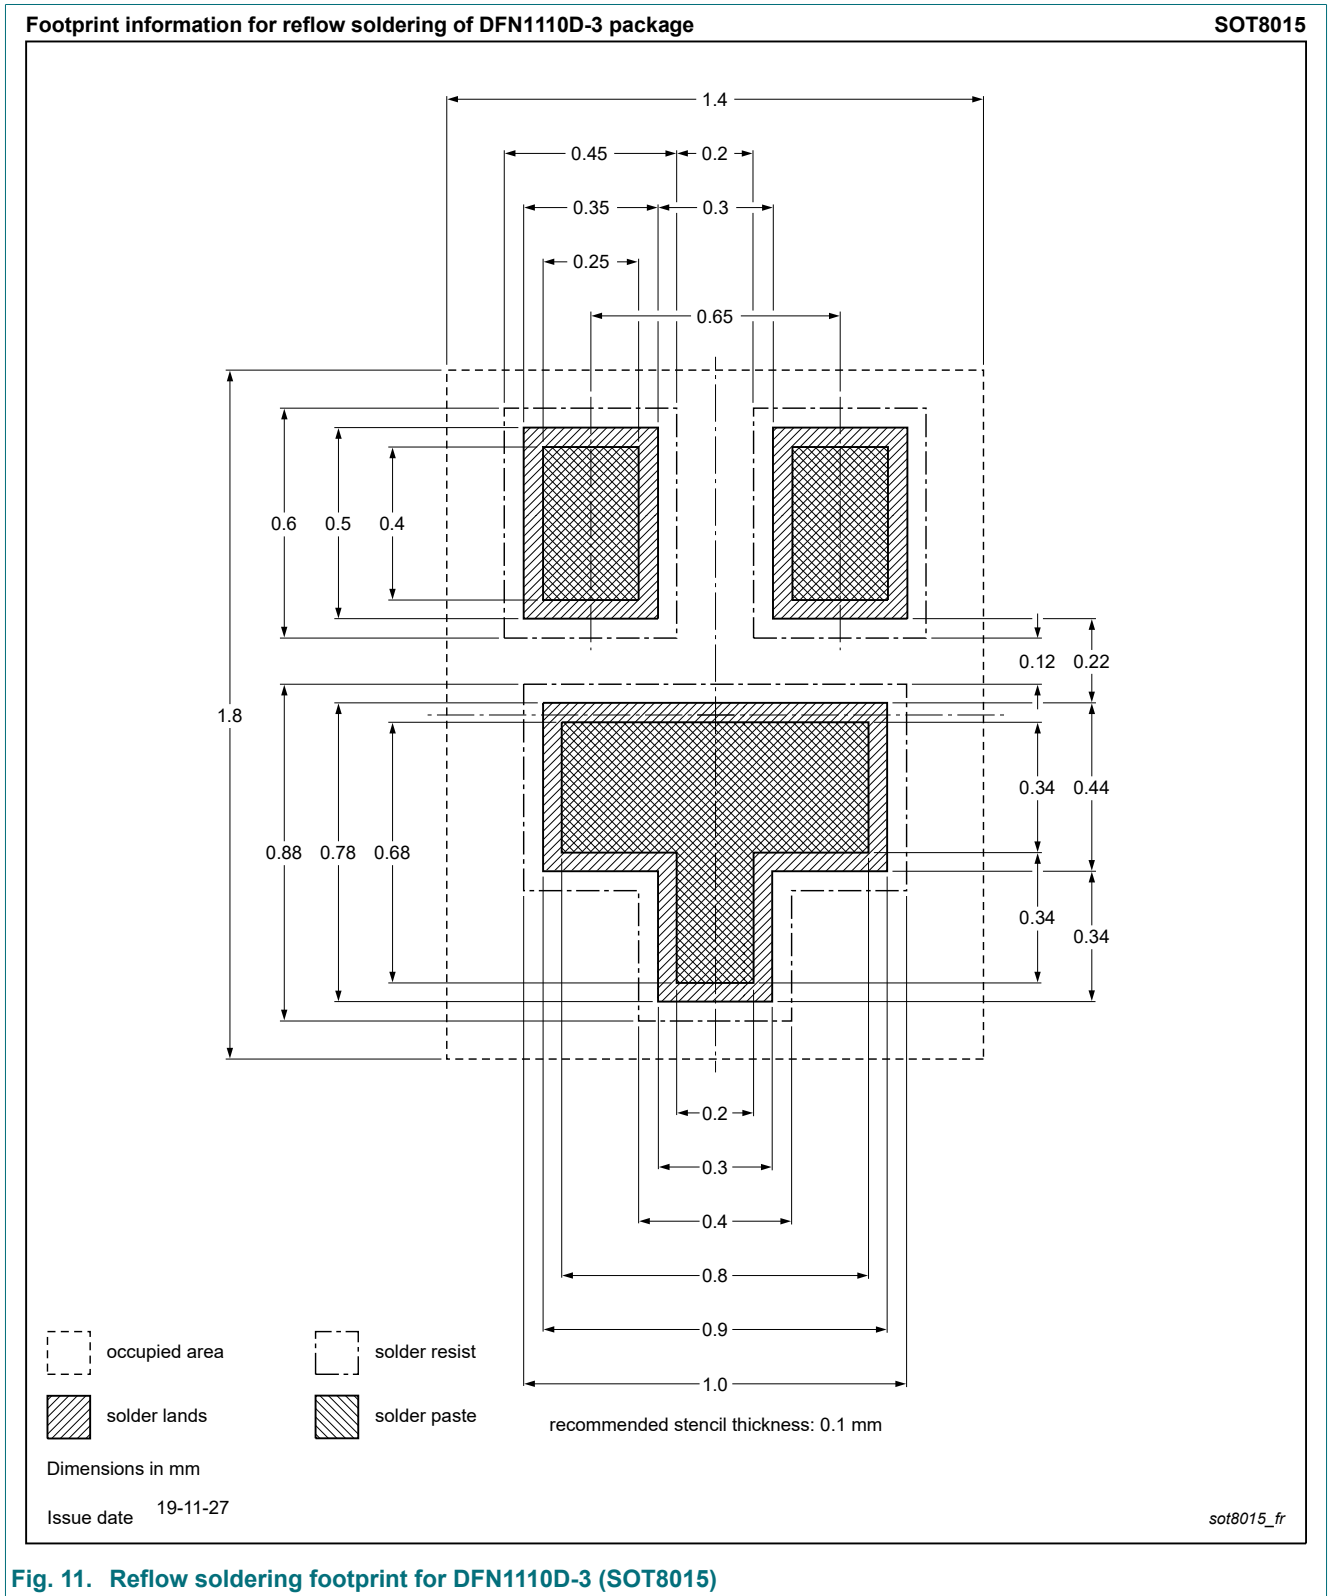 Footprint information for reflow soldering of DFN1110D-3 package SOT8015
1.4
0.45 0.2
0.35 0.3
0.25
0.65
0.6 0.5 0.4
0.12 0.22
1.8
0.34 0.44
0.88 0.78 0.68
0.34
0.34
0.2
0.3
0.4
0.8
0.9
1.0
occupied area solder resist
solder lands solder paste
recommended stencil thickness: 0.1 mm
Dimensions in mm
Issue date 19-11-27
sot8015_fr
Fig. 11. Reflow soldering footprint for DFN1110D-3 (SOT8015)